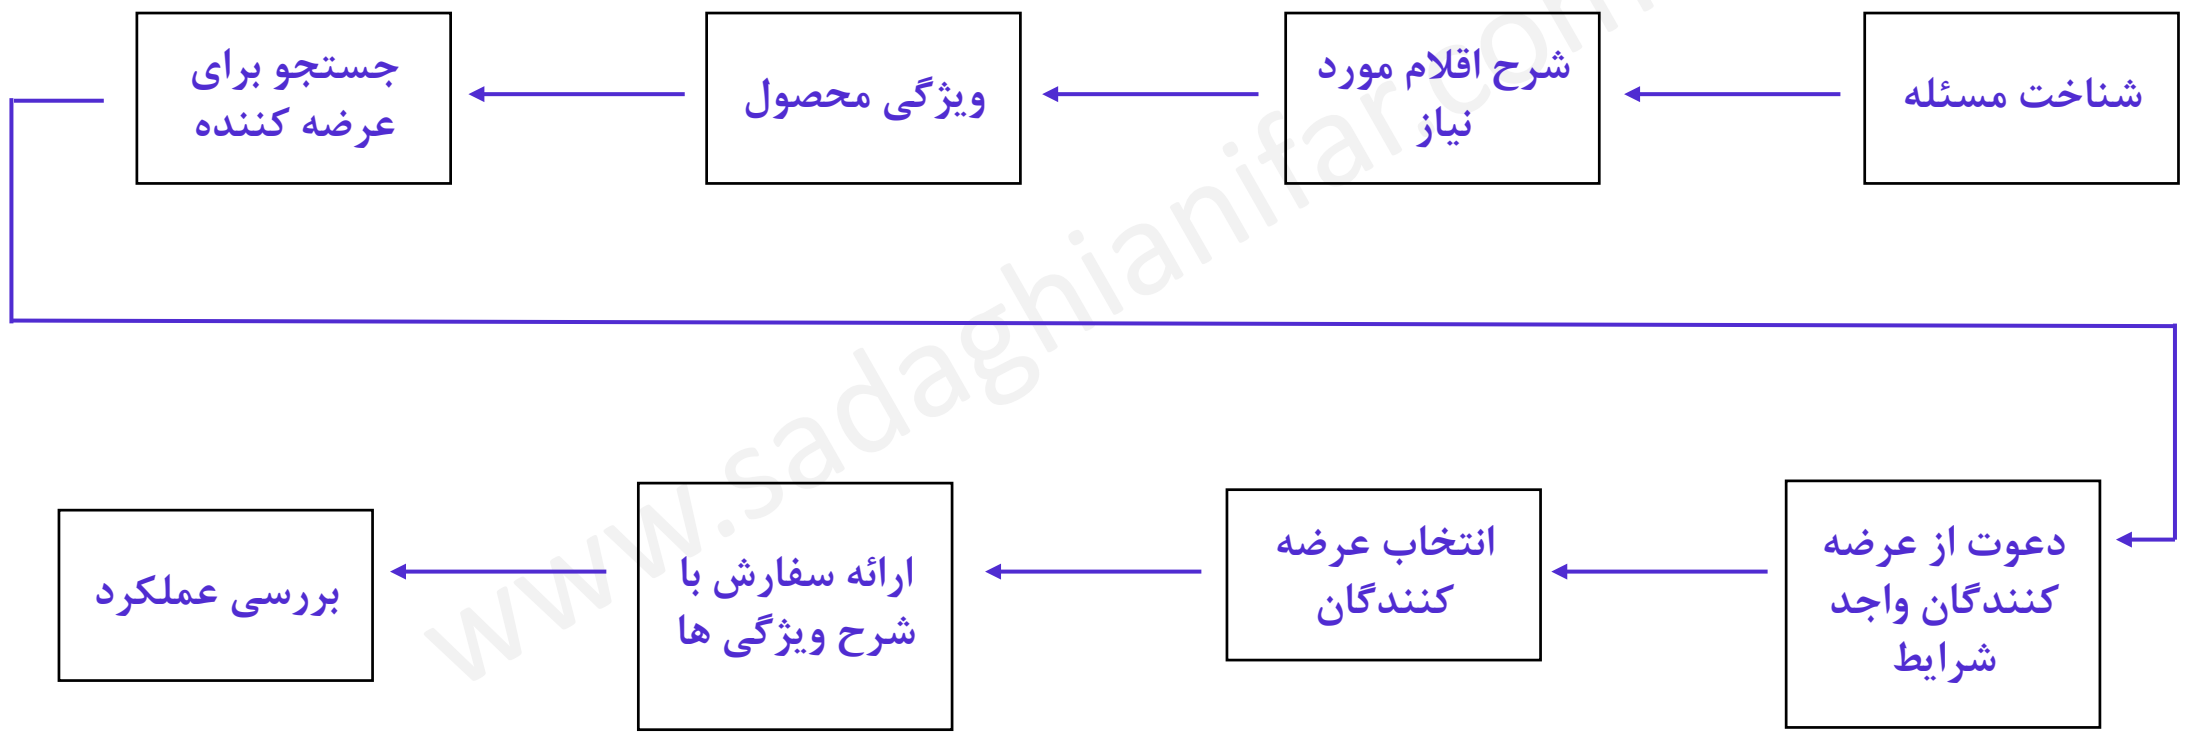 شناخت مسئله
شرح اقلام مورد
نیاز
ویژگی محصول
جستجو برای
عرضه کننده
دعوت از عرضه
کنندگان واجد
شرایط
انتخاب عرضه
کنندگان
ارائه سفارش با
شرح ویژگی ها
بررسی عملکرد
www.sadaghianifar.com